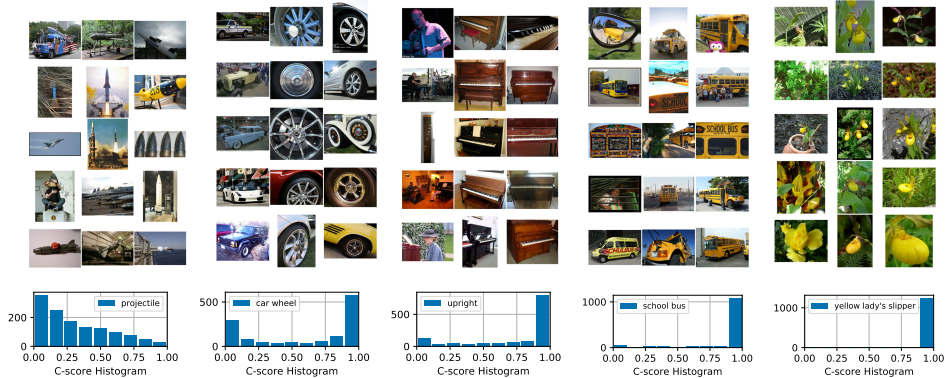 SCHOOL
SCHOOL BUS
projectile
car wheel
upright
school bus
yellow lady's slipper
200
0
500
0
500
0
1000
0
1000
0
0.00 0.25 0.50 0.75 1.00
0.00 0.25 0.50 0.75 1.00
0.00 0.25 0.50 0.75 1.00
0.00 0.25 0.50 0.75 1.00
0.00 0.25 0.50 0.75 1.00
C-score Histogram
C-score Histogram
C-score Histogram
C-score Histogram
C-score Histogram